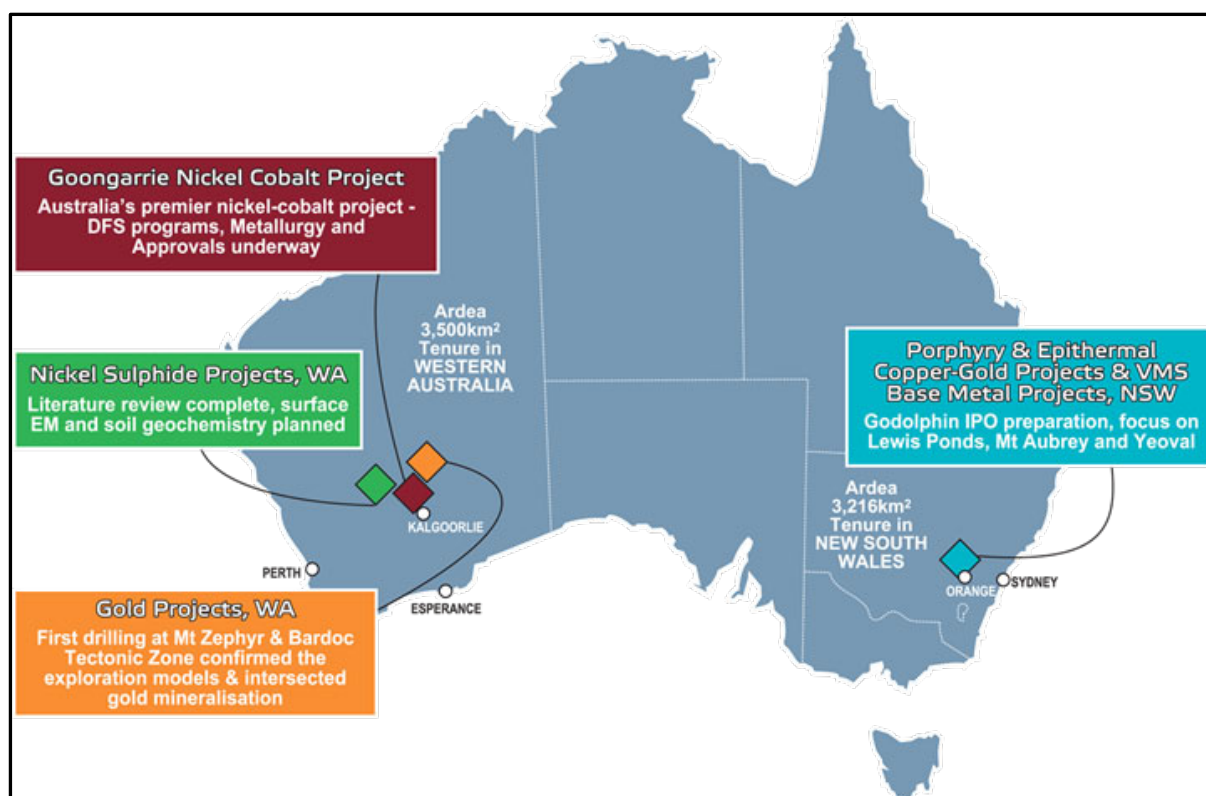 Goongarrie Nickel Cobalt Project
Australia's premier nickel-cobalt project -
DFS programs, Metallurgy and
Approvals underway
Ardea
3,500km²
Tenure in
WESTERN
AUSTRALIA
Nickel Sulphide Projects, WA
Literature review complete, surface
EM and soil geochemistry planned
Porphyry & Epithermal
Copper-Gold Projects & VMS
Base Metal Projects, NSW
Godolphin IPO preparation, focus on
Lewis Ponds, Mt Aubrey and Yeoval
Ardea
3,216km²
Tenure in
NEW SOUTH
WALES
KALGOORLIE
PERTH
ESPERANCE
ORANGE
SYDNEY
Gold Projects, WA
First drilling at Mt Zephyr & Bardoc
Tectonic Zone confirmed the
exploration models & intersected
gold mineralisation